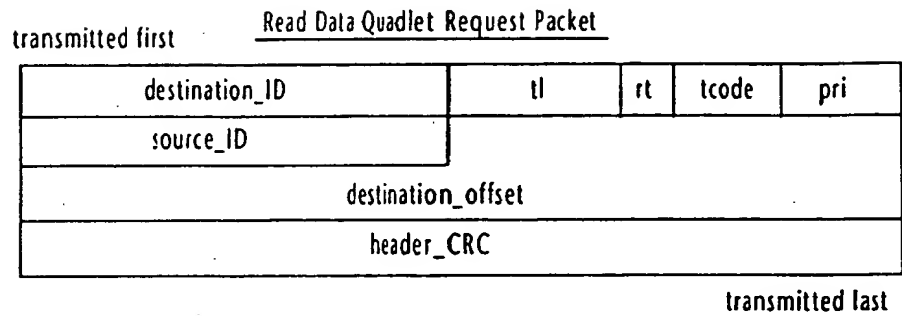 Read Data Quadlet Request Packet
transmitted first
destination_ID tl rt tcode pri
source_ID
destination_offset
header_CRC
transmitted last